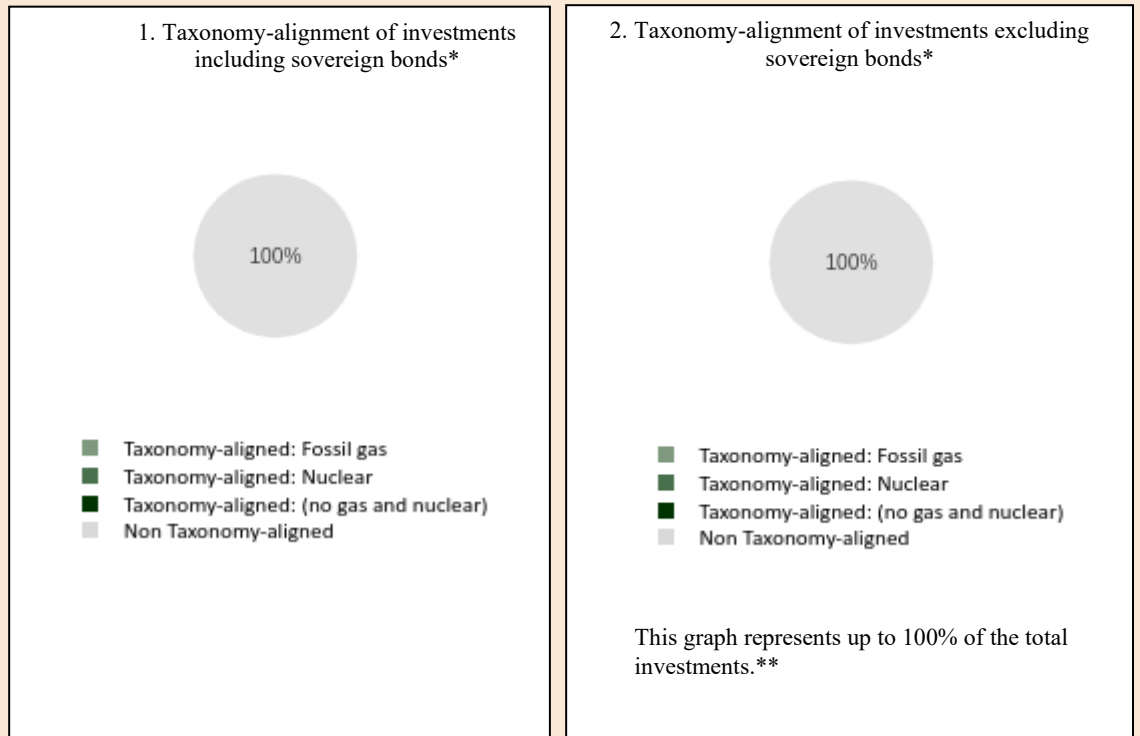 1. Taxonomy-alignment of investments
including sovereign bonds*
100%
Taxonomy-aligned: Fossil gas
Taxonomy-aligned: Nuclear
Taxonomy-aligned: (no gas and nuclear)
Non Taxonomy-aligned
2. Taxonomy-alignment of investments excluding
sovereign bonds*
100%
Taxonomy-aligned: Fossil gas
Taxonomy-aligned: Nuclear
Taxonomy-aligned: (no gas and nuclear)
Non Taxonomy-aligned
This graph represents up to 100% of the total
investments.**